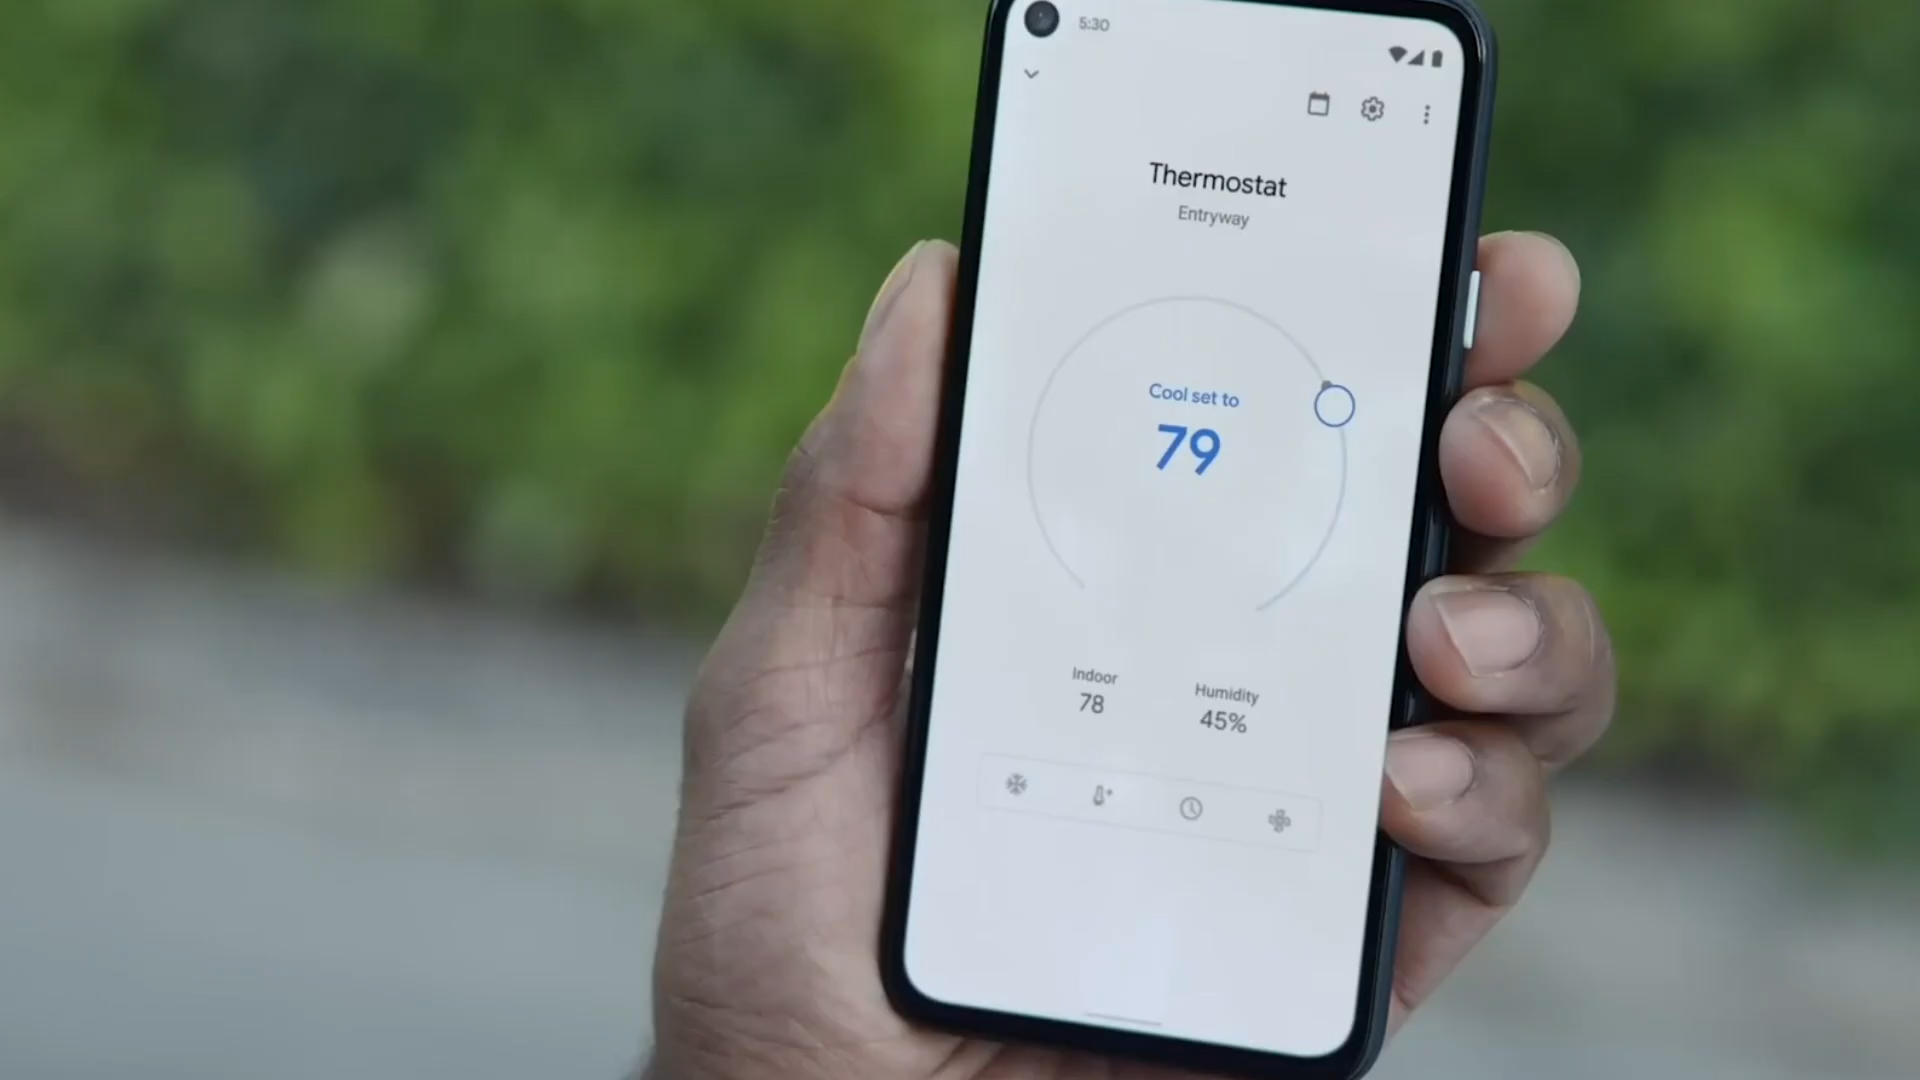 5:30
Thermostat
Entryway
Cool set to
79
Indoor
78
Humidity
45%